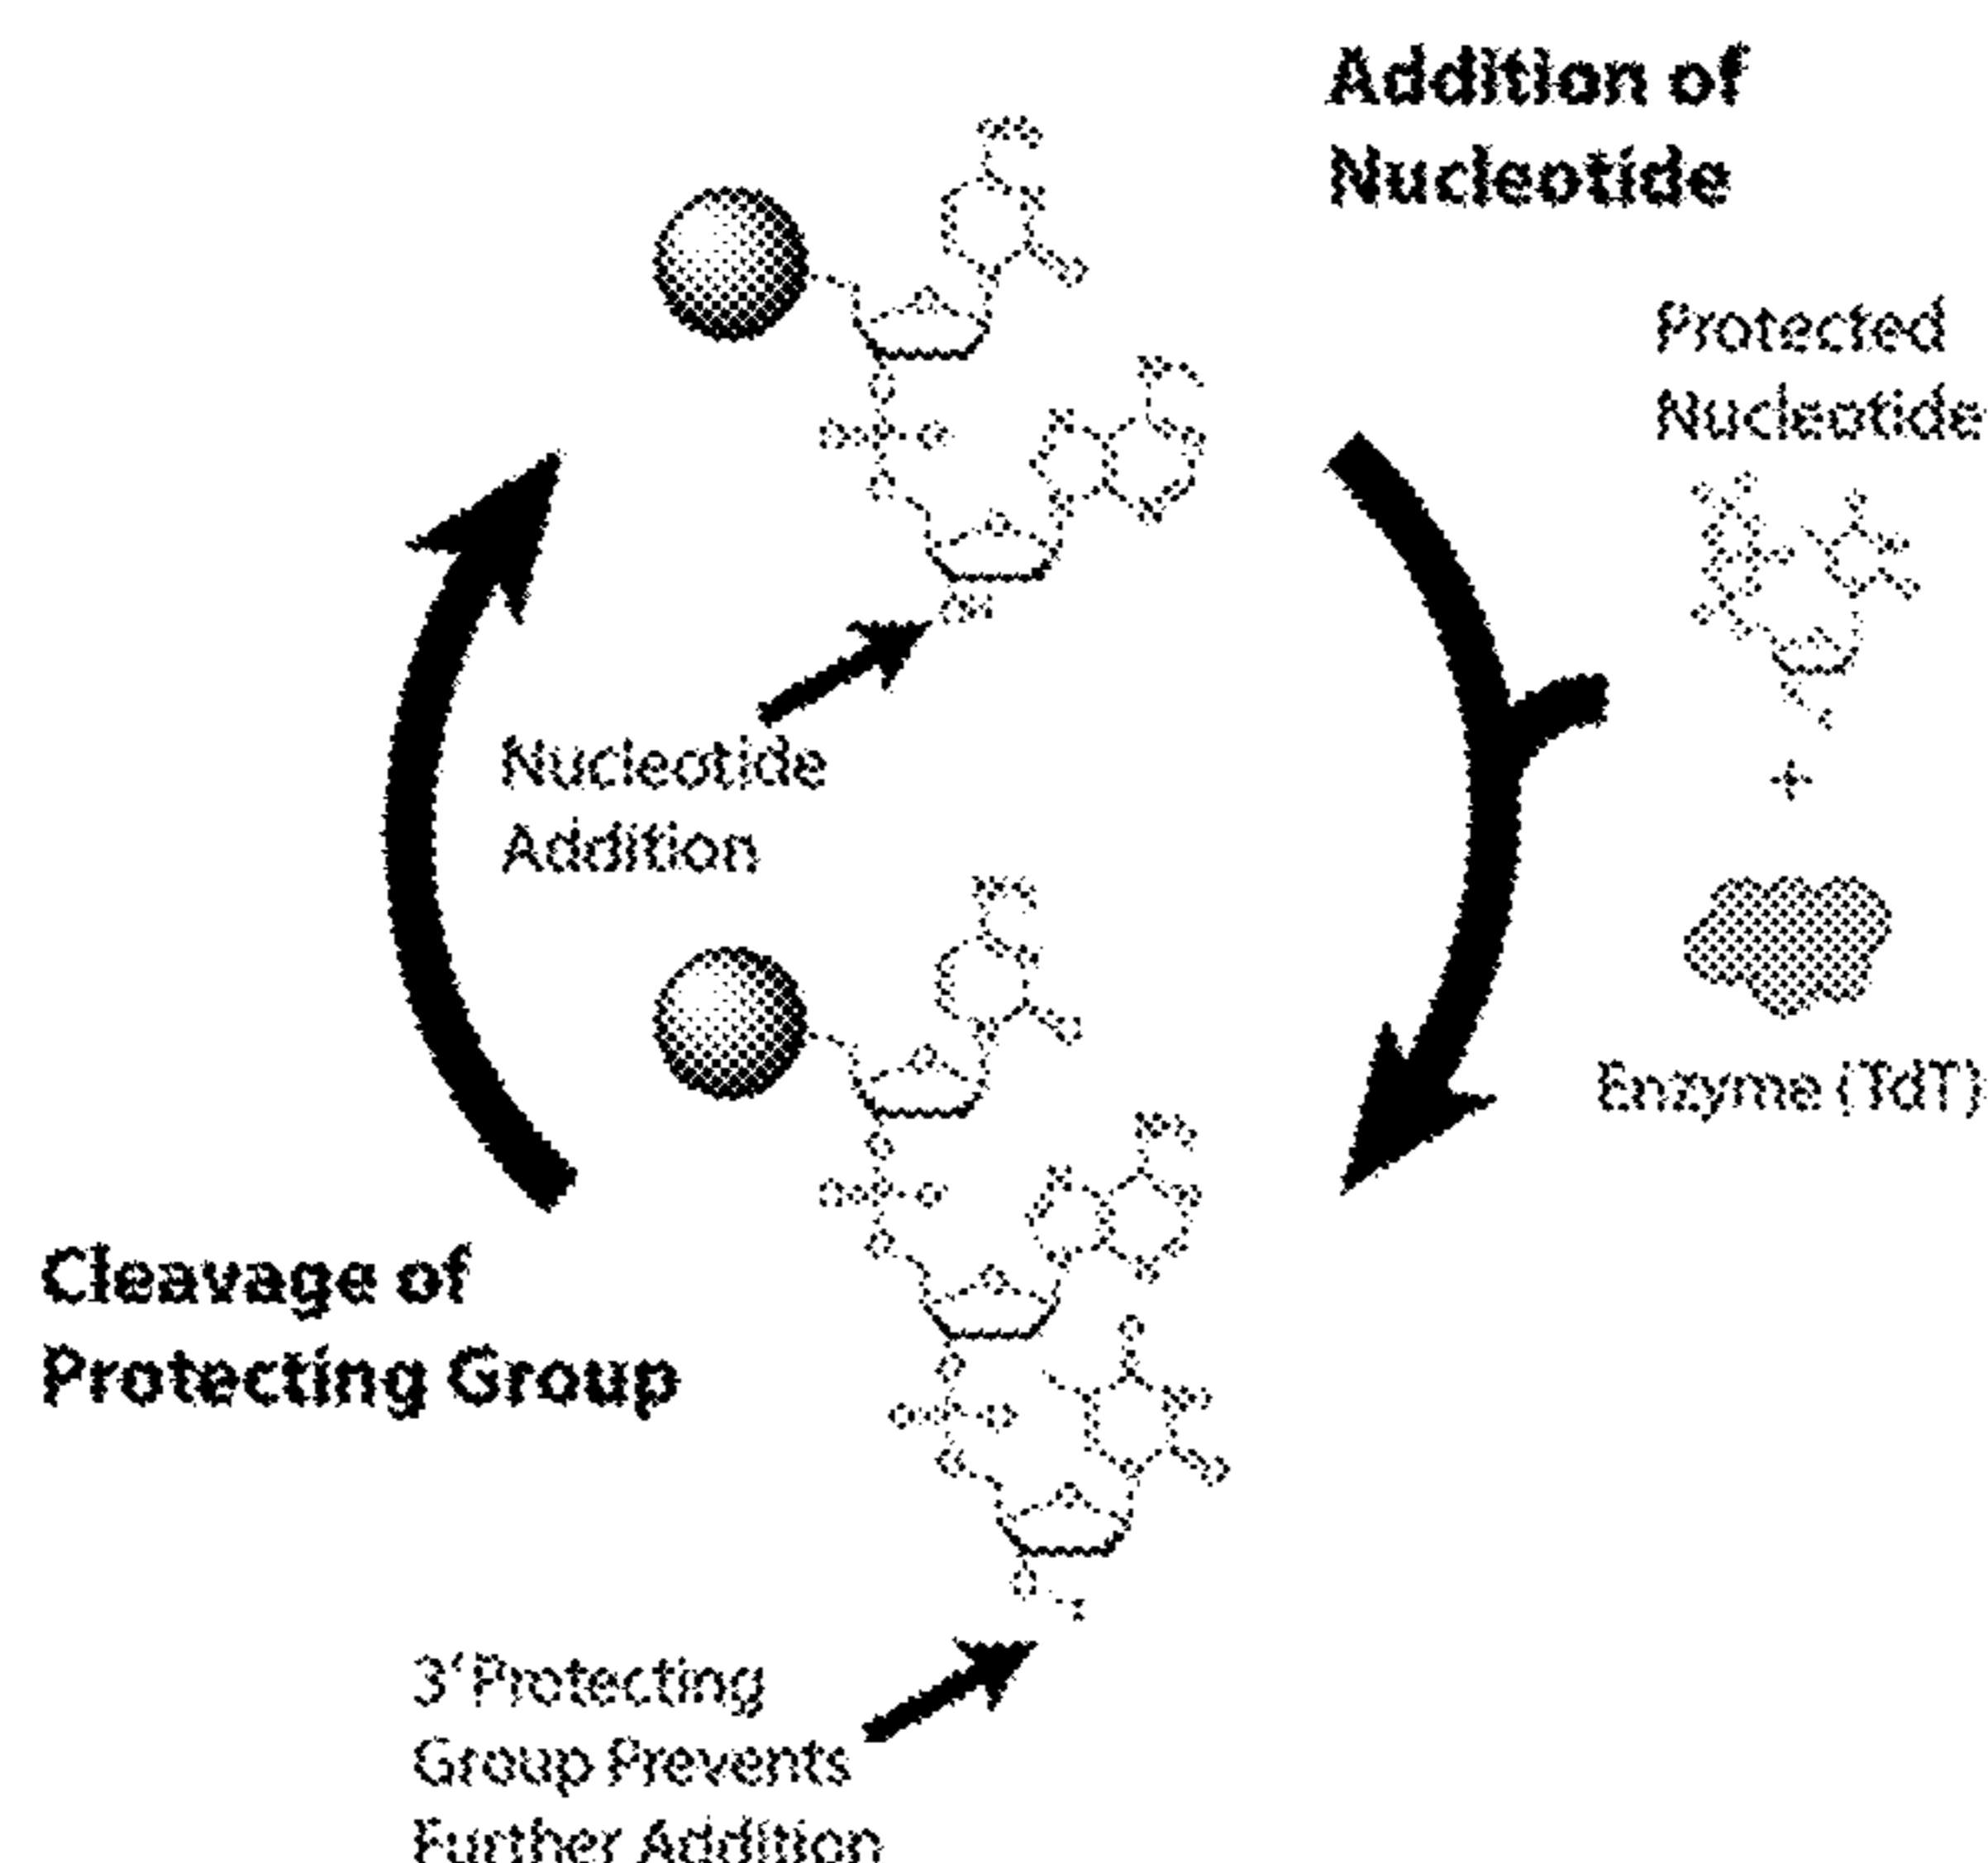 Addition of
Nucleotide
Protected
Nucleotide
Nucleotide
Addition
Enzyme (TdT)
Cleavage of
Protecting Group
3' Protecting
Group Prevents
Further Addition